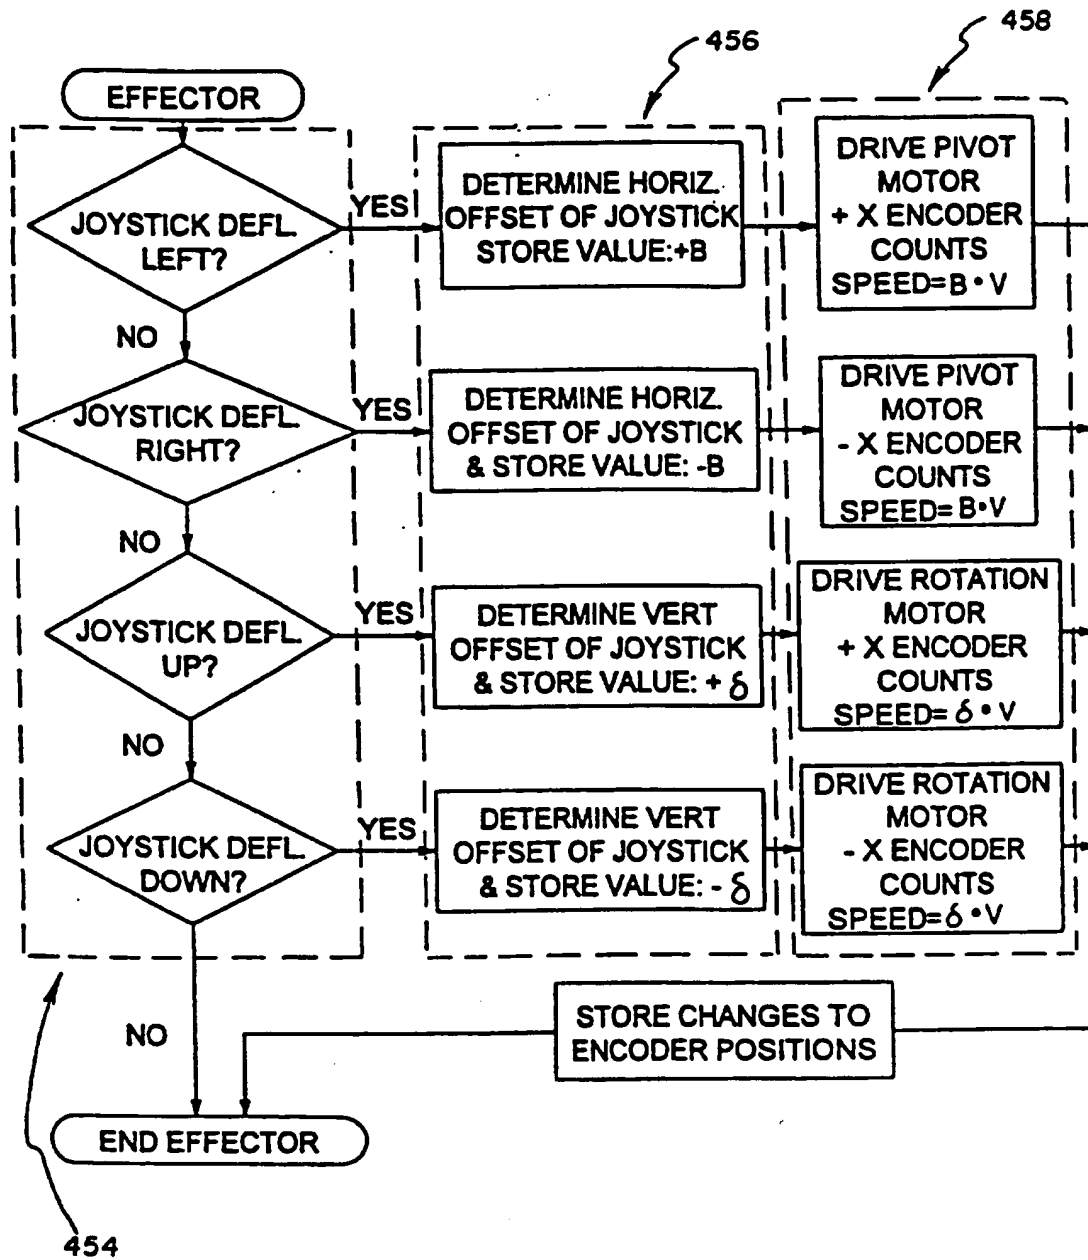 456
458
EFFECTOR
JOYSTICK DEFL.
LEFT?
YES
DETERMINE HORIZ.
OFFSET OF JOYSTICK
STORE VALUE:+B
DRIVE PIVOT
MOTOR
+ X ENCODER
COUNTS
SPEED=B•V
NO
JOYSTICK DEFL.
RIGHT?
YES
DETERMINE HORIZ.
OFFSET OF JOYSTICK
& STORE VALUE: -B
DRIVE PIVOT
MOTOR
- X ENCODER
COUNTS
SPEED=B•V
NO
JOYSTICK DEFL.
UP?
YES
DETERMINE VERT
OFFSET OF JOYSTICK
& STORE VALUE: + δ
DRIVE ROTATION
MOTOR
+ X ENCODER
COUNTS
SPEED= δ•V
NO
JOYSTICK DEFL.
DOWN?
YES
DETERMINE VERT
OFFSET OF JOYSTICK
& STORE VALUE: - δ
DRIVE ROTATION
MOTOR
- X ENCODER
COUNTS
SPEED=δ•V
NO
STORE CHANGES TO
ENCODER POSITIONS
END EFFECTOR
454